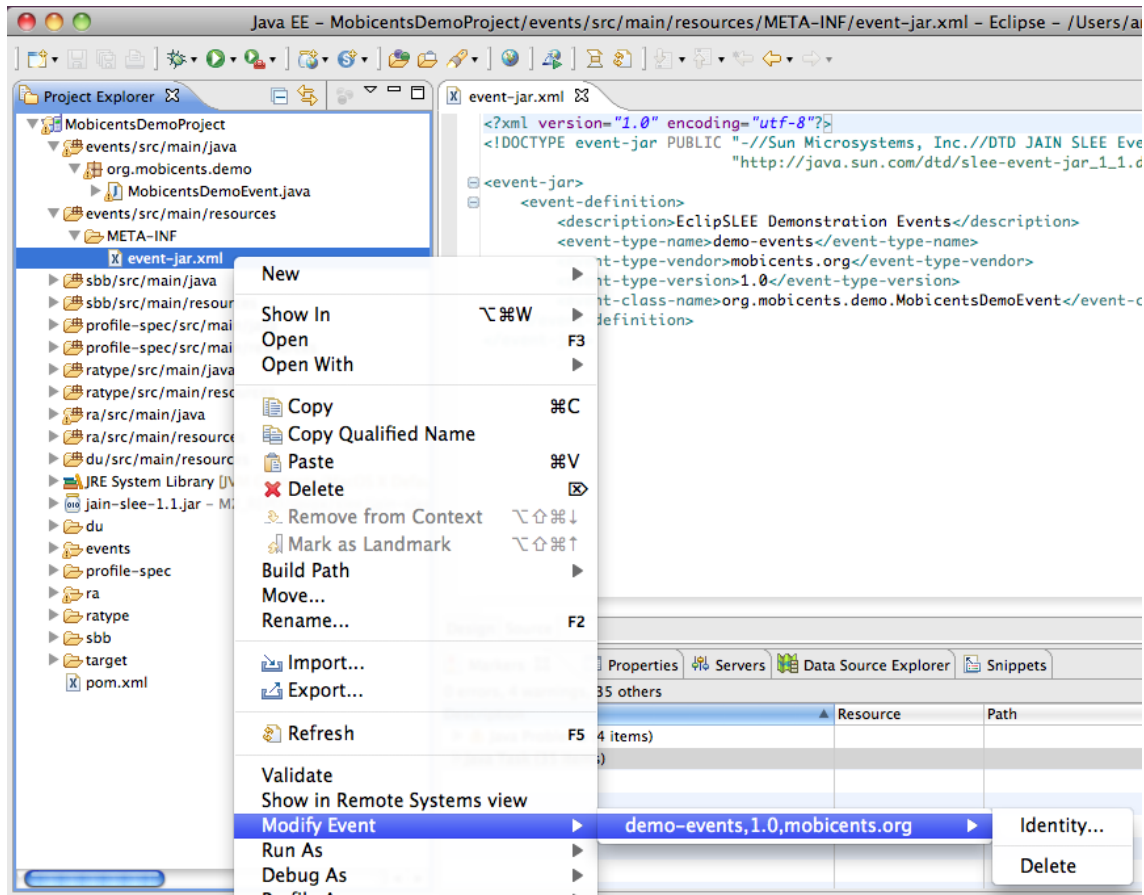 Java EE – MobicentsDemoProject/events/src/main/resources/META-INF/event-jar.xml – Eclipse – /Users/a
Project Explorer
MobicentsDemoProject
events/src/main/java
org.mobicents.demo
MobicentsDemoEvent.java
events/src/main/resources
META-INF
event-jar.xml
sbb/src/main/java
sbb/src/main/resour
profile-spec/src/mai
profile-spec/src/mai
ratype/src/main/java
ratype/src/main/reso
ra/src/main/java
ra/src/main/resource
du/src/main/resourc
JRE System Library [JV
jain-slee-1.1.jar – M
du
events
profile-spec
ra
ratype
sbb
target
pom.xml
event-jar.xml
<?xml version="1.0" encoding="utf-8"?>
<!DOCTYPE event-jar PUBLIC "-//Sun Microsystems, Inc.//DTD JAIN SLEE Eve
"http://java.sun.com/dtd/slee-event-jar_1_1.d
<event-jar>
<event-definition>
<description>EclipSLEE Demonstration Events</description>
<event-type-name>demo-events</event-type-name>
nt-type-vendor>mobicents.org</event-type-vendor>
nt-type-version>1.0</event-type-version>
nt-class-name>org.mobicents.demo.MobicentsDemoEvent</event-c
definition>
New
Show In ⌥⌘W
Open F3
Open With
Copy ⌘C
Copy Qualified Name
Paste ⌘V
Delete ⌦
Remove from Context ⌥⇧⌘↓
Mark as Landmark ⌥⇧⌘↑
Build Path
Move...
Rename... F2
Import...
Export...
Refresh F5
Validate
Show in Remote Systems view
Modify Event
Run As
Debug As
demo-events,1.0,mobicents.org
Identity...
Delete
Properties Servers Data Source Explorer Snippets
35 others
Resource Path
4 items)